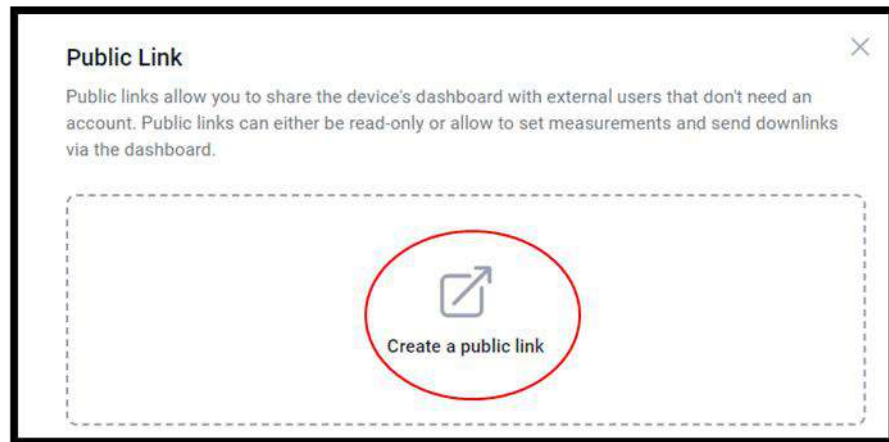 Public Link
Public links allow you to share the device's dashboard with external users that don't need an
account. Public links can either be read-only or allow to set measurements and send downlinks
via the dashboard.
Create a public link